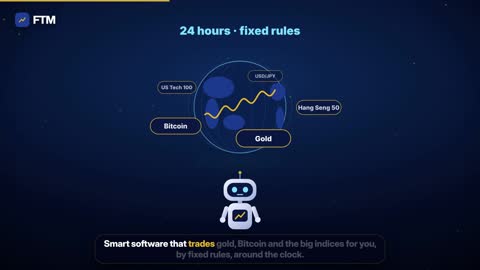 FTM
24 hours · fixed rules
USD/JPY
US Tech 100
Hang Seng 50
Bitcoin
Gold
Smart software that trades gold, Bitcoin and the big indices for you,
by fixed rules, around the clock.